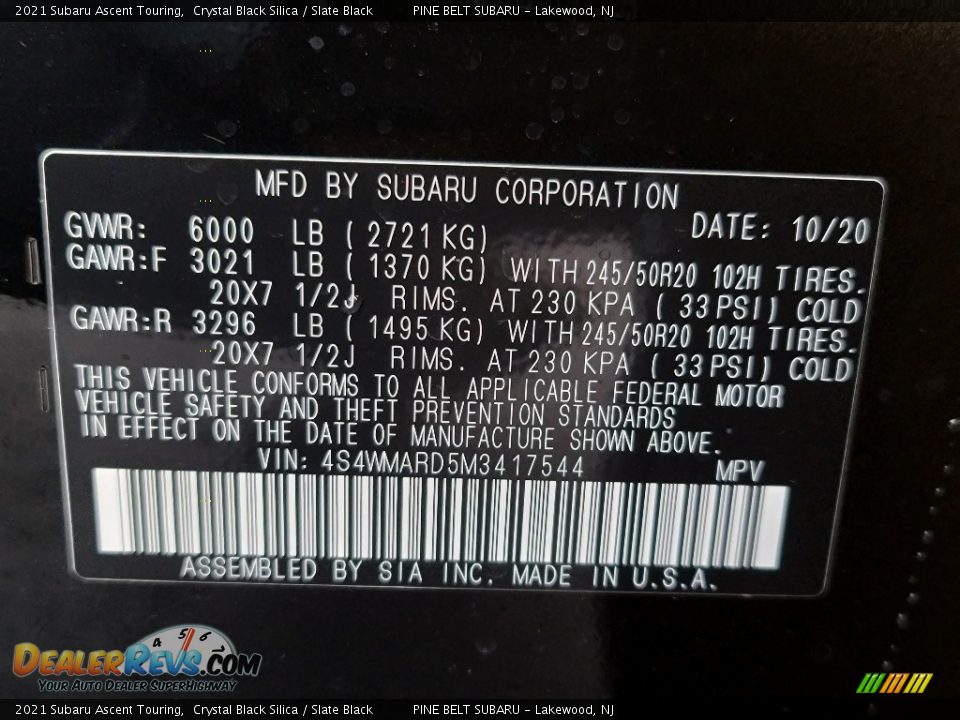 2021 Subaru Ascent Touring, Crystal Black Silica / Slate Black PINE BELT SUBARU - Lakewood, NJ
MFD BY SUBARU CORPORATION
GVWR: 6000 LB ( 2721 KG) DATE: 10/20
GAWR:F 3021 LB ( 1370 KG) WITH 245/50R20 102H TIRES.
20X7 1/2J RIMS. AT 230 KPA ( 33 PSI) COLD
GAWR:R 3296 LB ( 1495 KG) WITH 245/50R20 102H TIRES.
20X7 1/2J RIMS. AT 230 KPA ( 33 PSI) COLD
THIS VEHICLE CONFORMS TO ALL APPLICABLE FEDERAL MOTOR
VEHICLE SAFETY AND THEFT PREVENTION STANDARDS
IN EFFECT ON THE DATE OF MANUFACTURE SHOWN ABOVE.
VIN: 4S4WMARD5M3417544 MPV
ASSEMBLED BY SIA INC. MADE IN U.S.A.
4 5 6 7
DEALERREVS.COM
YOUR AUTO DEALER SUPERHIGHWAY
2021 Subaru Ascent Touring, Crystal Black Silica / Slate Black PINE BELT SUBARU - Lakewood, NJ